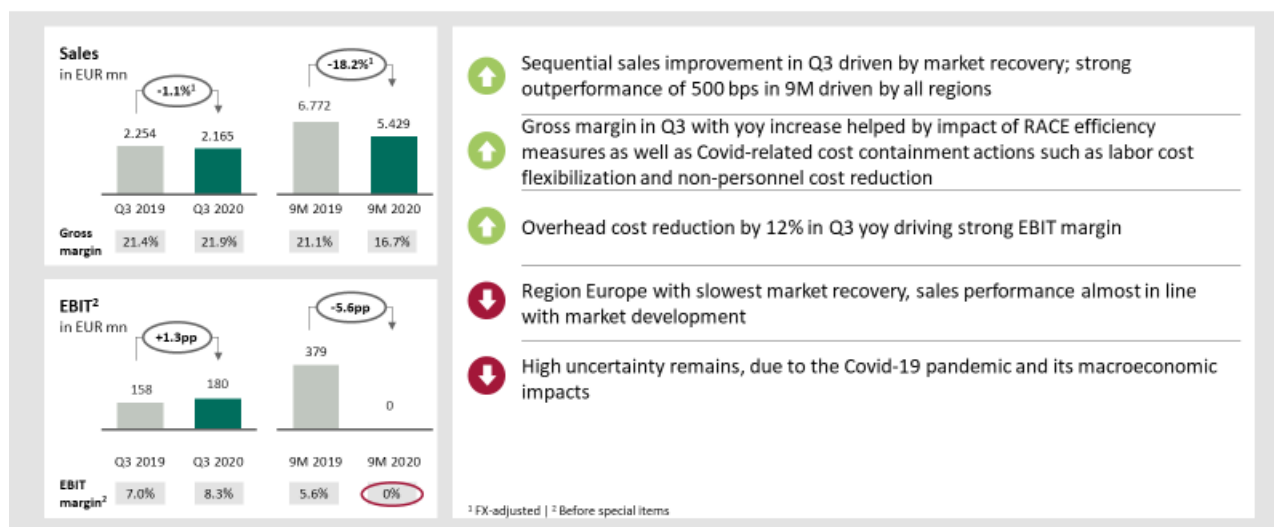 Sales
in EUR mn
-1.1%¹
-18.2%¹
2.254
2.165
6.772
5.429
Q3 2019
Q3 2020
9M 2019
9M 2020
Gross
margin
21.4%
21.9%
21.1%
16.7%
EBIT²
in EUR mn
+1.3pp
-5.6pp
158
180
379
0
Q3 2019
Q3 2020
9M 2019
9M 2020
EBIT
margin²
7.0%
8.3%
5.6%
0%
Sequential sales improvement in Q3 driven by market recovery; strong
outperformance of 500 bps in 9M driven by all regions
Gross margin in Q3 with yoy increase helped by impact of RACE efficiency
measures as well as Covid-related cost containment actions such as labor cost
flexibilization and non-personnel cost reduction
Overhead cost reduction by 12% in Q3 yoy driving strong EBIT margin
Region Europe with slowest market recovery, sales performance almost in line
with market development
High uncertainty remains, due to the Covid-19 pandemic and its macroeconomic
impacts
¹ FX-adjusted | ² Before special items